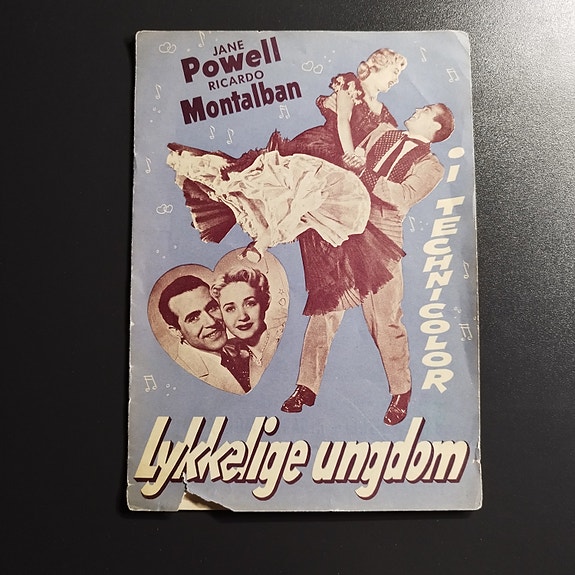 JANE
Powell
RICARDO
Montalban
i TECHNICOLOR
Lykkelige ungdom